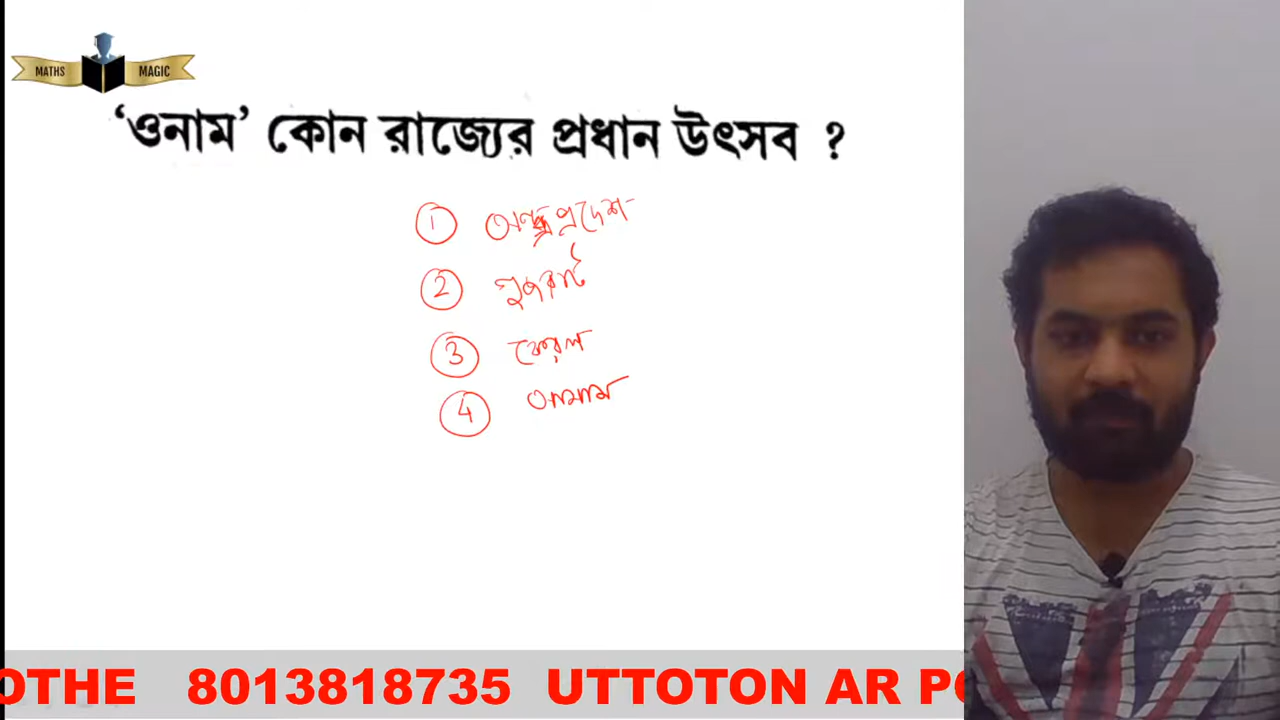 MATHS MAGIC
‘ওনাম’ কোন রাজ্যের প্রধান উৎসব ?
1 অন্ধ্রপ্রদেশ
2 গুজরাট
3 কেরল
4 আসাম
OTHE 8013818735 UTTOTON AR PO